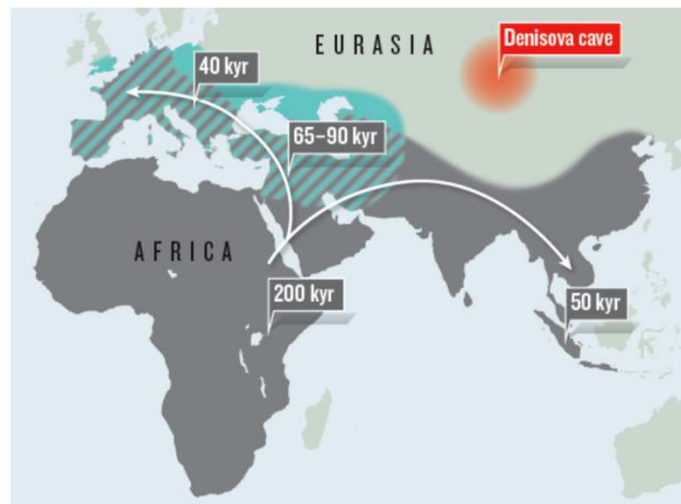 EURASIA
Denisova cave
40 kyr
65–90 kyr
AFRICA
200 kyr
50 kyr